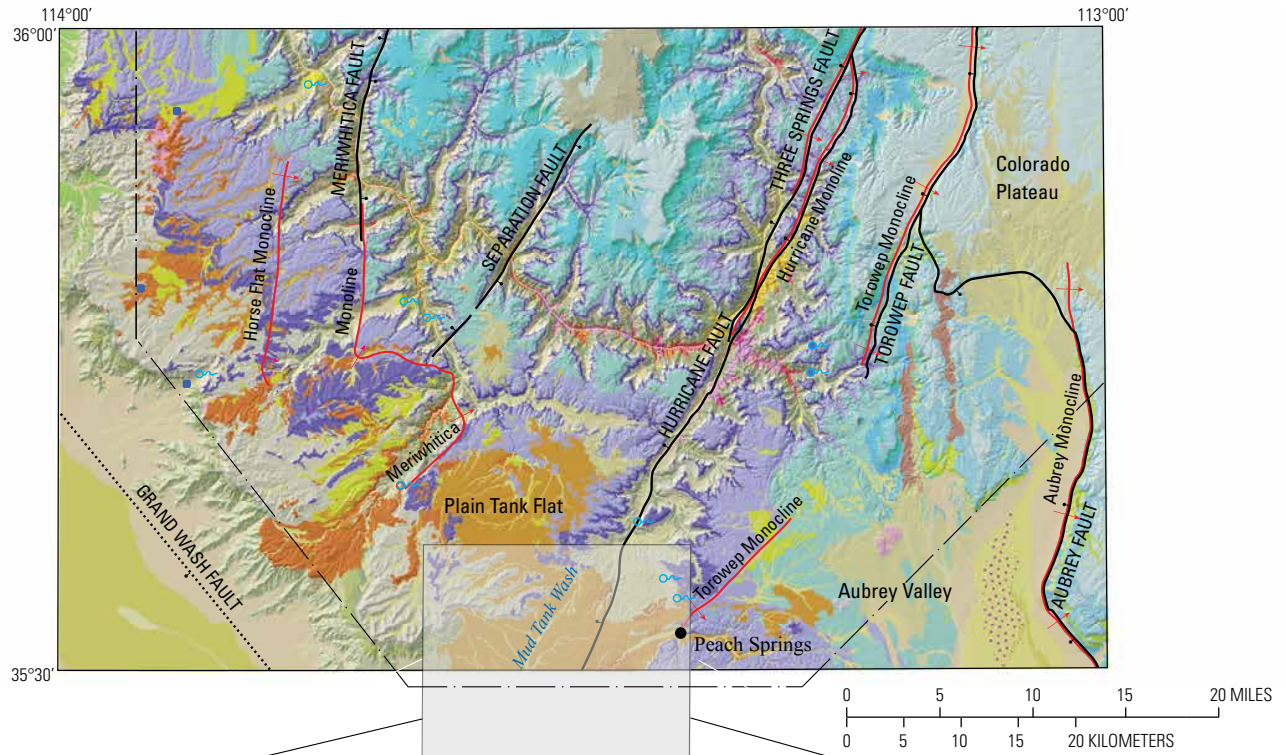 114°00'
113°00'
36°00'
MERIWHITICA FAULT
THREE SPRINGS FAULT
Colorado
Plateau
SEPARATION FAULT
Hurricane Monoline
Torowep Monocline
TOROWEP FAULT
Horse Flat Monocline
Monoline
HURRICANE FAULT
Meriwhitica
Aubrey Monocline
Plain Tank Flat
GRAND WASH FAULT
Torowep Monocline
Aubrey Valley
AUBREY FAULT
Mud Tank Wash
Peach Springs
35°30'
0 5 10 15 20 MILES
0 5 10 15 20 KILOMETERS